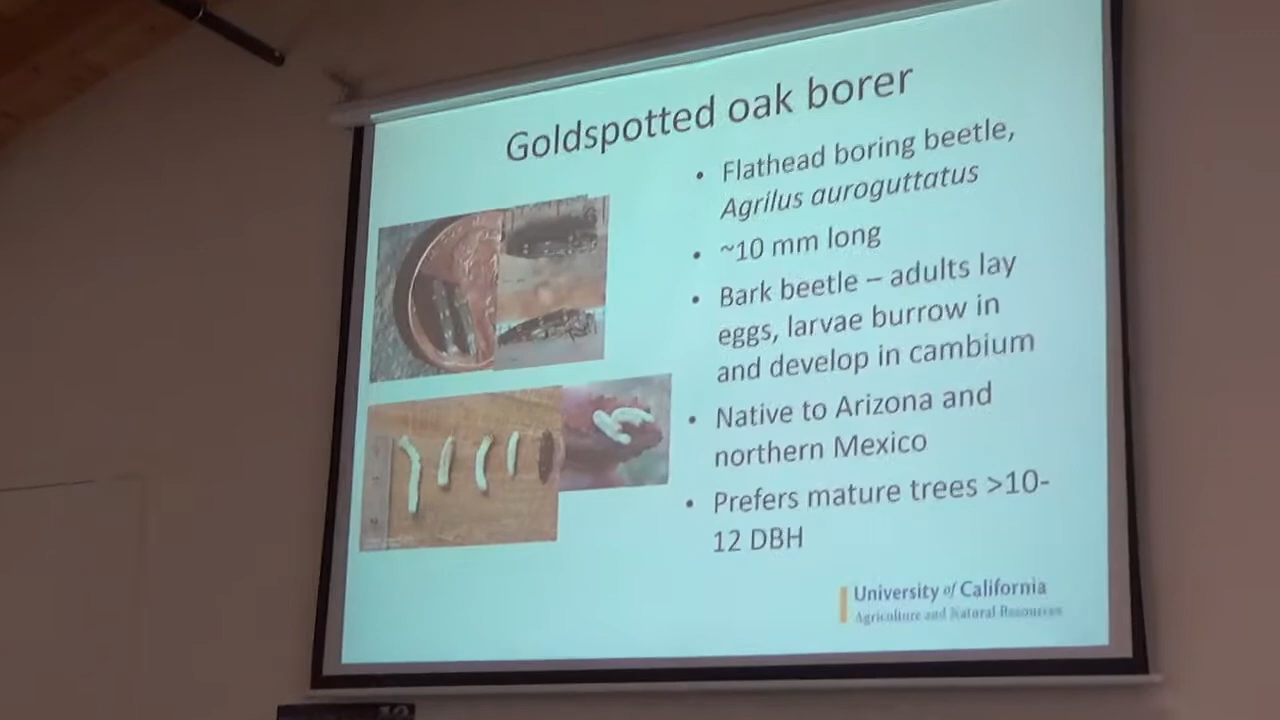 Goldspotted oak borer
• Flathead boring beetle,
Agrilus auroguttatus
• ~10 mm long
• Bark beetle – adults lay
eggs, larvae burrow in
and develop in cambium
• Native to Arizona and
northern Mexico
• Prefers mature trees >10-
12 DBH
University of California
Agriculture and Natural Resources